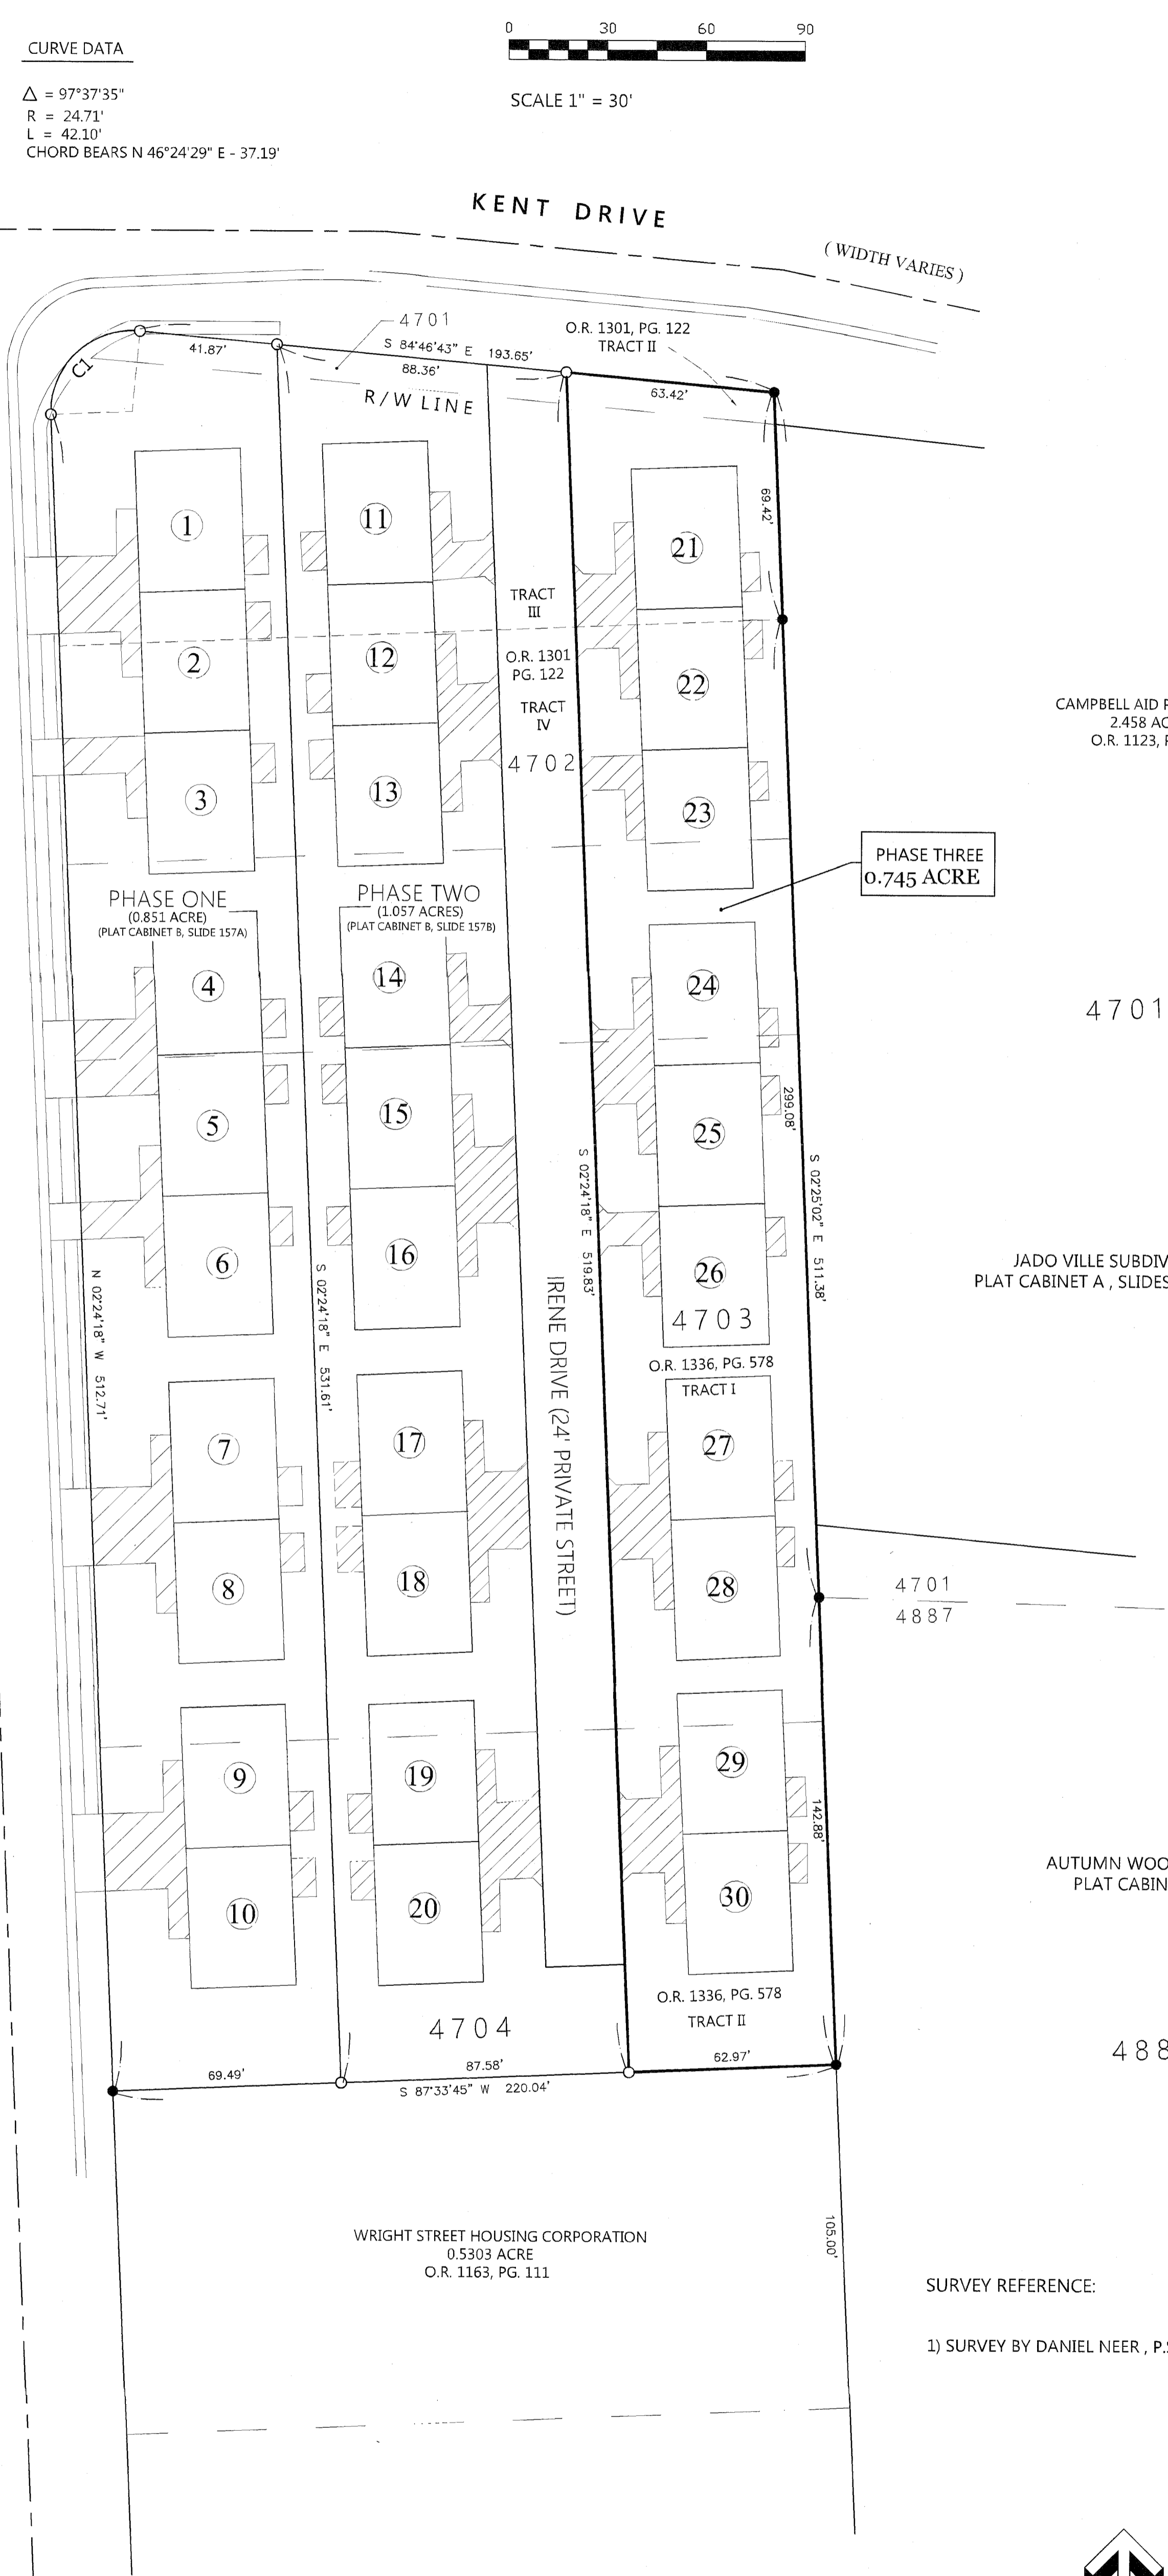 CURVE DATA
△ = 97°37'35"
R = 24.71'
L = 42.10'
CHORD BEARS N 46°24'29" E - 37.19'
0 30 60 90
SCALE 1" = 30'
KENT DRIVE
( WIDTH VARIES )
4701
O.R. 1301, PG. 122
TRACT II
41.87'
S 84°46'43" E 193.65'
88.36'
63.42'
C1
R/W LINE
69.42'
1
11
21
TRACT
III
2
12
O.R. 1301
PG. 122
22
TRACT
IV
4702
3
13
23
CAMPBELL AID
2.458
O.R. 1123,
PHASE THREE
0.745 ACRE
PHASE ONE
(0.851 ACRE)
(PLAT CABINET B, SLIDE 157A)
PHASE TWO
(1.057 ACRES)
(PLAT CABINET B, SLIDE 157B)
4
14
24
4701
299.08'
5
15
25
S 02°24'18" E 519.83'
S 02°25'02" E 511.38'
6
16
26
4703
N 02°24'18" W 512.71'
S 02°24'18" E 531.61'
IRENE DRIVE (24' PRIVATE STREET)
JADO VILLE
PLAT CABINET A , SLIDES
O.R. 1336, PG. 578
TRACT I
7
17
27
8
18
28
4701
4887
9
19
29
142.88'
10
20
30
AUTUMN
PLAT
O.R. 1336, PG. 578
TRACT II
4704
488
69.49'
87.58'
62.97'
S 87°33'45" W 220.04'
105.00'
WRIGHT STREET HOUSING CORPORATION
0.5303 ACRE
O.R. 1163, PG. 111
SURVEY REFERENCE:
1) SURVEY BY DANIEL NEER ,